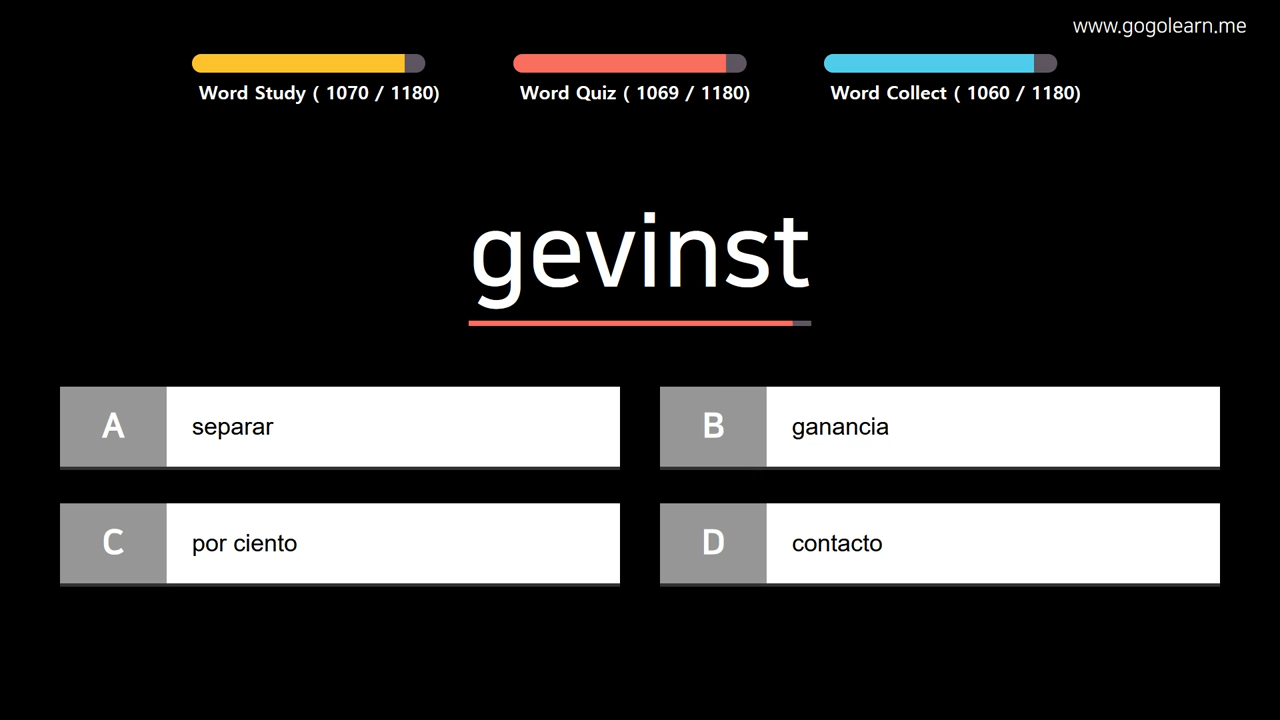 www.gogolearn.me
Word Study ( 1070 / 1180)
Word Quiz ( 1069 / 1180)
Word Collect ( 1060 / 1180)
gevinst
A separar
B ganancia
C por ciento
D contacto